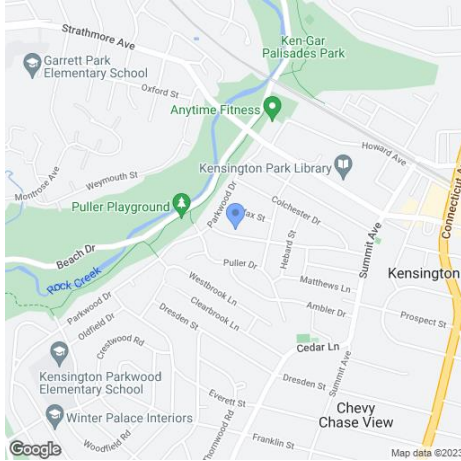 Strathmore Ave
Ken-Gar
Palisades Park
Garrett Park
Elementary School
Oxford St
Anytime Fitness
Howard Ave
Kensington Park Library
Connecticut A
Montrose Ave
Weymouth St
Parkwood Dr
Colchester Dr
Puller Playground
ax St
Hebard St
Summit Ave
Beach Dr
Rock Creek
Puller Dr
Kensington
Matthews Ln
Westbrook Ln
Parkwood Dr
Oldfield Dr
Clearbrook Ln
Ambler Dr
Prospect St
Dresden St
Crestwood Rd
Cedar Ln
Summit Ave
Kensington Parkwood
Elementary School
Dresden St
Everett St
Winter Palace Interiors
Thornwood Rd
Chevy
Chase View
Woodfield Rd
Franklin St
Google
Map data ©2023